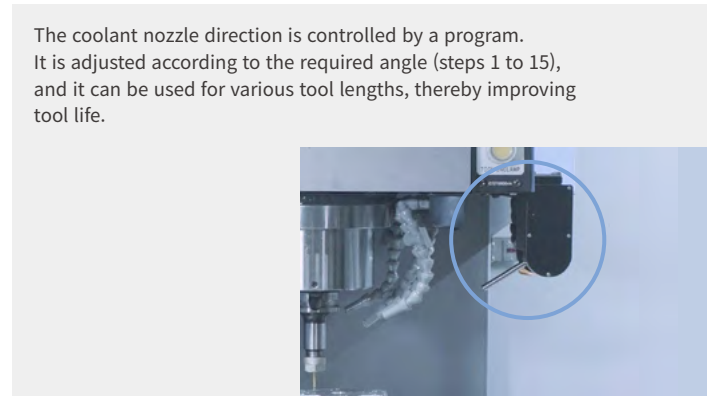 The coolant nozzle direction is controlled by a program.
It is adjusted according to the required angle (steps 1 to 15),
and it can be used for various tool lengths, thereby improving
tool life.